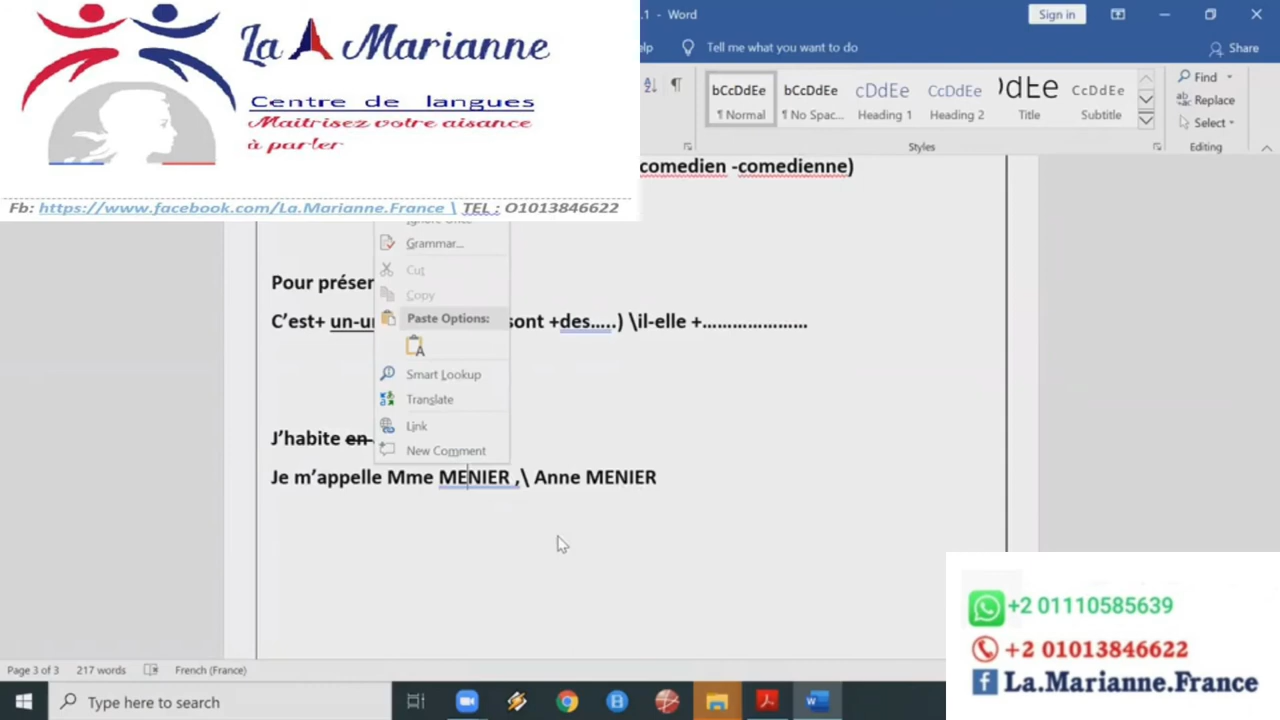 La Marianne
Centre de langues
Maitrisez votre aisance
à parler
Fb: https://www.facebook.com/La.Marianne.France \ TEL : O1013846622
.1 - Word
Sign in
lp
Tell me what you want to do
Share
bCcDdEe
¶ Normal
bCcDdEe
¶ No Spac...
CcDdEe
Heading 1
CcDdEe
Heading 2
Title
CcDdEe
Subtitle
Styles
Find
Replace
Select
Editing
comedien -comedienne)
Grammar...
Cut
Copy
Paste Options:
Smart Lookup
Translate
Link
New Comment
Pour préser
C’est+ un-un sont +des…..) \il-elle +…………………
J’habite en
Je m’appelle Mme MENIER ,\ Anne MENIER
+2 01110585639
+2 01013846622
La.Marianne.France
Page 3 of 3 217 words French (France)
Type here to search